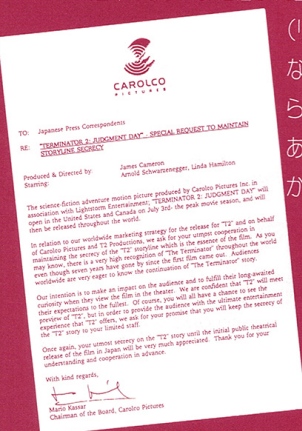 CAROLCO
PICTURES
TO: Japanese Press Correspondents
RE: "TERMINATOR 2: JUDGMENT DAY" - SPECIAL REQUEST TO MAINTAIN
STORYLINE SECRECY
Produced & Directed by: James Cameron
Starring: Arnold Schwarzenegger, Linda Hamilton
The science-fiction adventure motion picture produced by Carolco Pictures Inc. in
association with Lightstorm Entertainment; "TERMINATOR 2: JUDGMENT DAY" will
open in the United States and Canada on July 3rd- the peak movie season, and will
then be released throughout the world.
In relation to our worldwide marketing strategy for the release for "T2" and on behalf
of Carolco Pictures and T2 Productions, we ask for your utmost cooperation in
maintaining the secrecy of the "T2" storyline which is the essence of the film. As you
may know, there is a very high recognition of "The Terminator" throughout the world
even though seven years have gone by since the first film came out. Audiences
worldwide are very eager to know the continuation of "The Terminator" story.
Our intention is to make an impact on the audience and to fulfill their long-awaited
curiosity when they view the film in the theater. We are confident that "T2" will meet
their expectations to the fullest. Of course, you will all have a chance to see the
preview of "T2", but in order to provide the audience with the ultimate entertainment
experience that "T2" offers, we ask for your promise that you will keep the secrecy of
the "T2" story to your limited staff.
Once again, your utmost secrecy on the "T2" story until the initial public theatrical
release of the film in Japan will be very much appreciated. Thank you for your
understanding and cooperation in advance.
With kind regards,
Mario Kassar
Chairman of the Board, Carolco Pictures
(
な
ら
あ
が